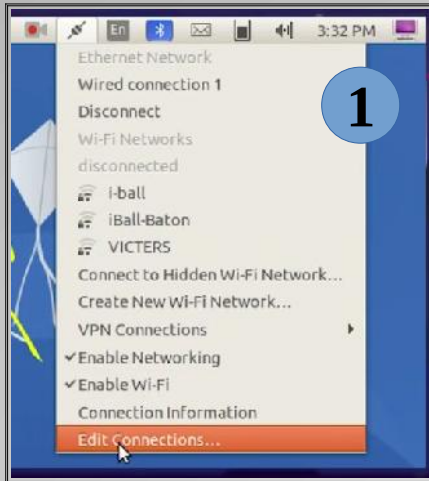 En 3:32 PM
Ethernet Network
Wired connection 1
Disconnect
1
Wi-Fi Networks
disconnected
i-ball
iBall-Baton
VICTERS
Connect to Hidden Wi-Fi Network...
Create New Wi-Fi Network...
VPN Connections
Enable Networking
Enable Wi-Fi
Connection Information
Edit Connections...